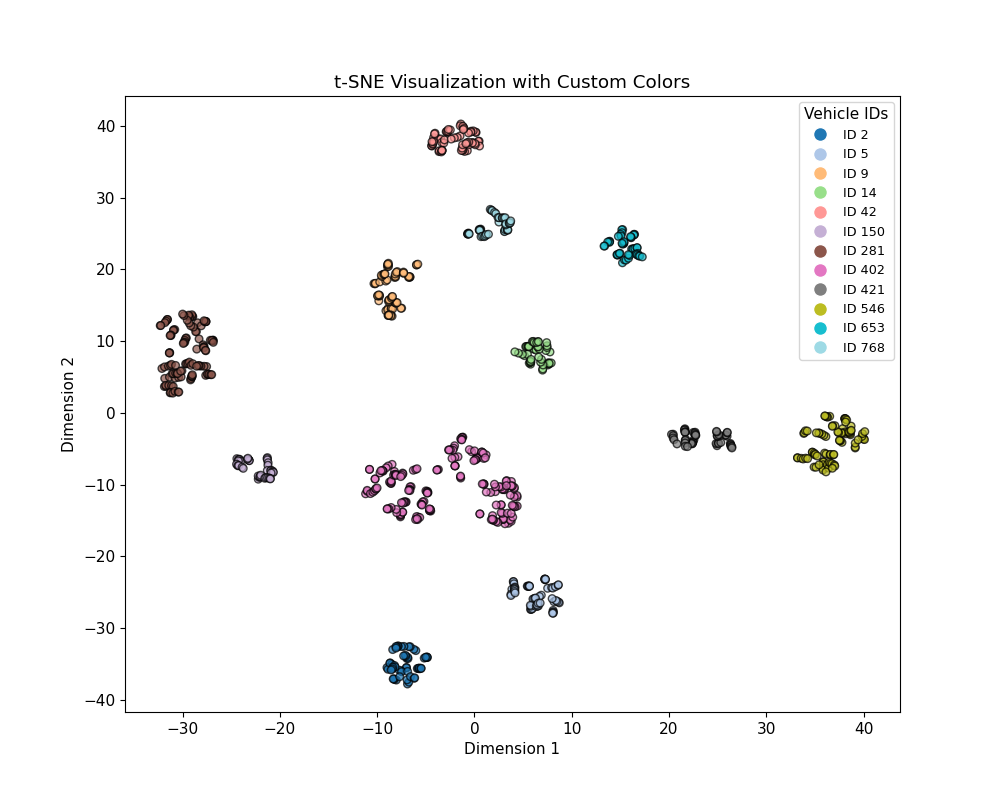 t-SNE Visualization with Custom Colors
Vehicle IDs
ID 2
ID 5
ID 9
ID 14
ID 42
ID 150
ID 281
ID 402
ID 421
ID 546
ID 653
ID 768
Dimension 2
40
30
20
10
0
−10
−20
−30
−40
−30 −20 −10 0 10 20 30 40
Dimension 1